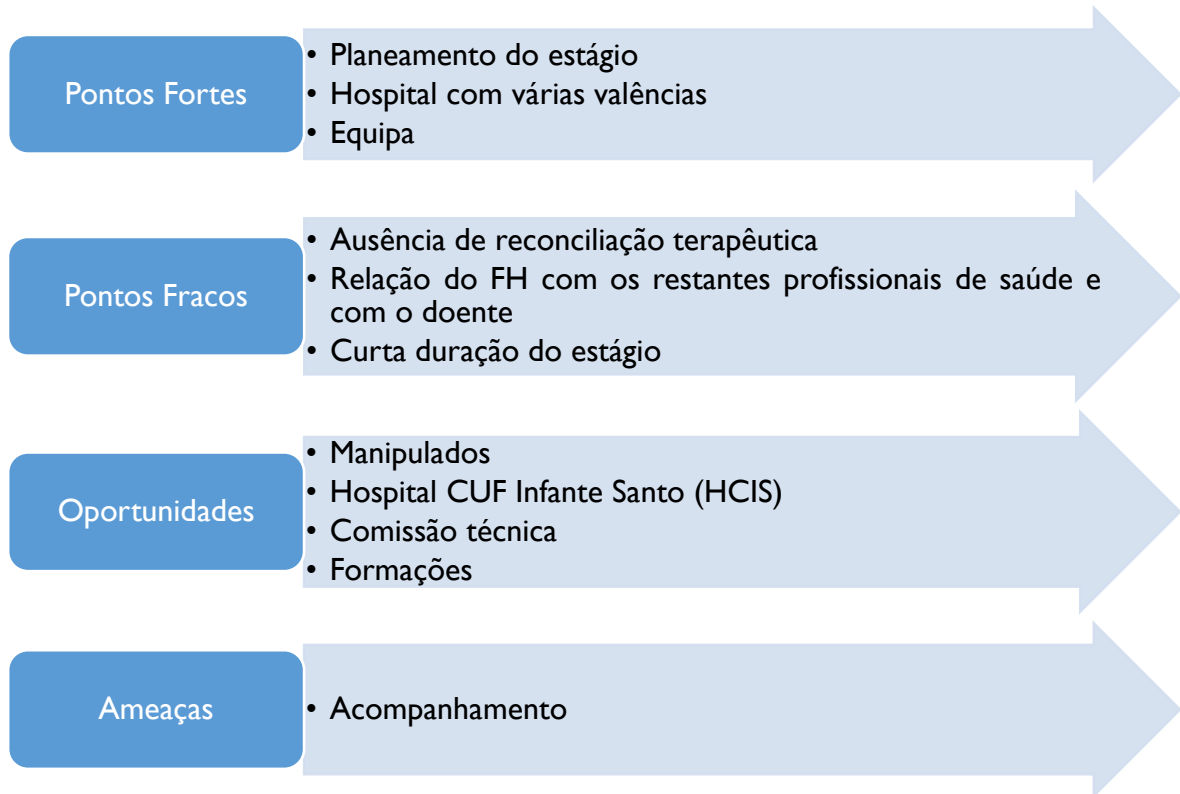 Pontos Fortes
• Planeamento do estágio
• Hospital com várias valências
• Equipa
Pontos Fracos
• Ausência de reconciliação terapêutica
• Relação do FH com os restantes profissionais de saúde e
com o doente
• Curta duração do estágio
Oportunidades
• Manipulados
• Hospital CUF Infante Santo (HCIS)
• Comissão técnica
• Formações
Ameaças
• Acompanhamento